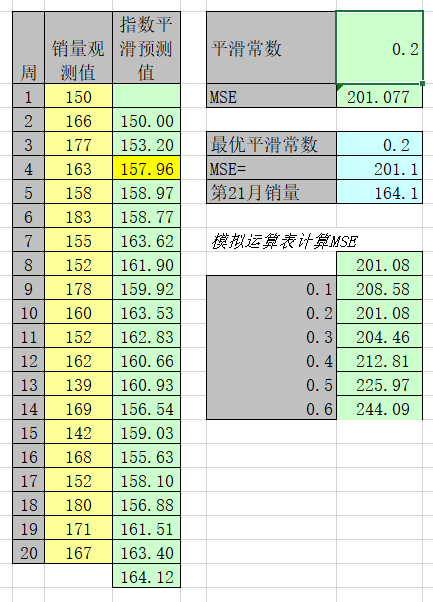 周 销量观测值 指数平滑预测值 平滑常数 0.2
1 150 MSE 201.077
2 166 150.00
3 177 153.20 最优平滑常数 0.2
4 163 157.96 MSE= 201.1
5 158 158.97 第21月销量 164.1
6 183 158.77
7 155 163.62 模拟运算表计算MSE
8 152 161.90 201.08
9 178 159.92 0.1 208.58
10 160 163.53 0.2 201.08
11 152 162.83 0.3 204.46
12 162 160.66 0.4 212.81
13 139 160.93 0.5 225.97
14 169 156.54 0.6 244.09
15 142 159.03
16 168 155.63
17 152 158.10
18 180 156.88
19 171 161.51
20 167 163.40
164.12